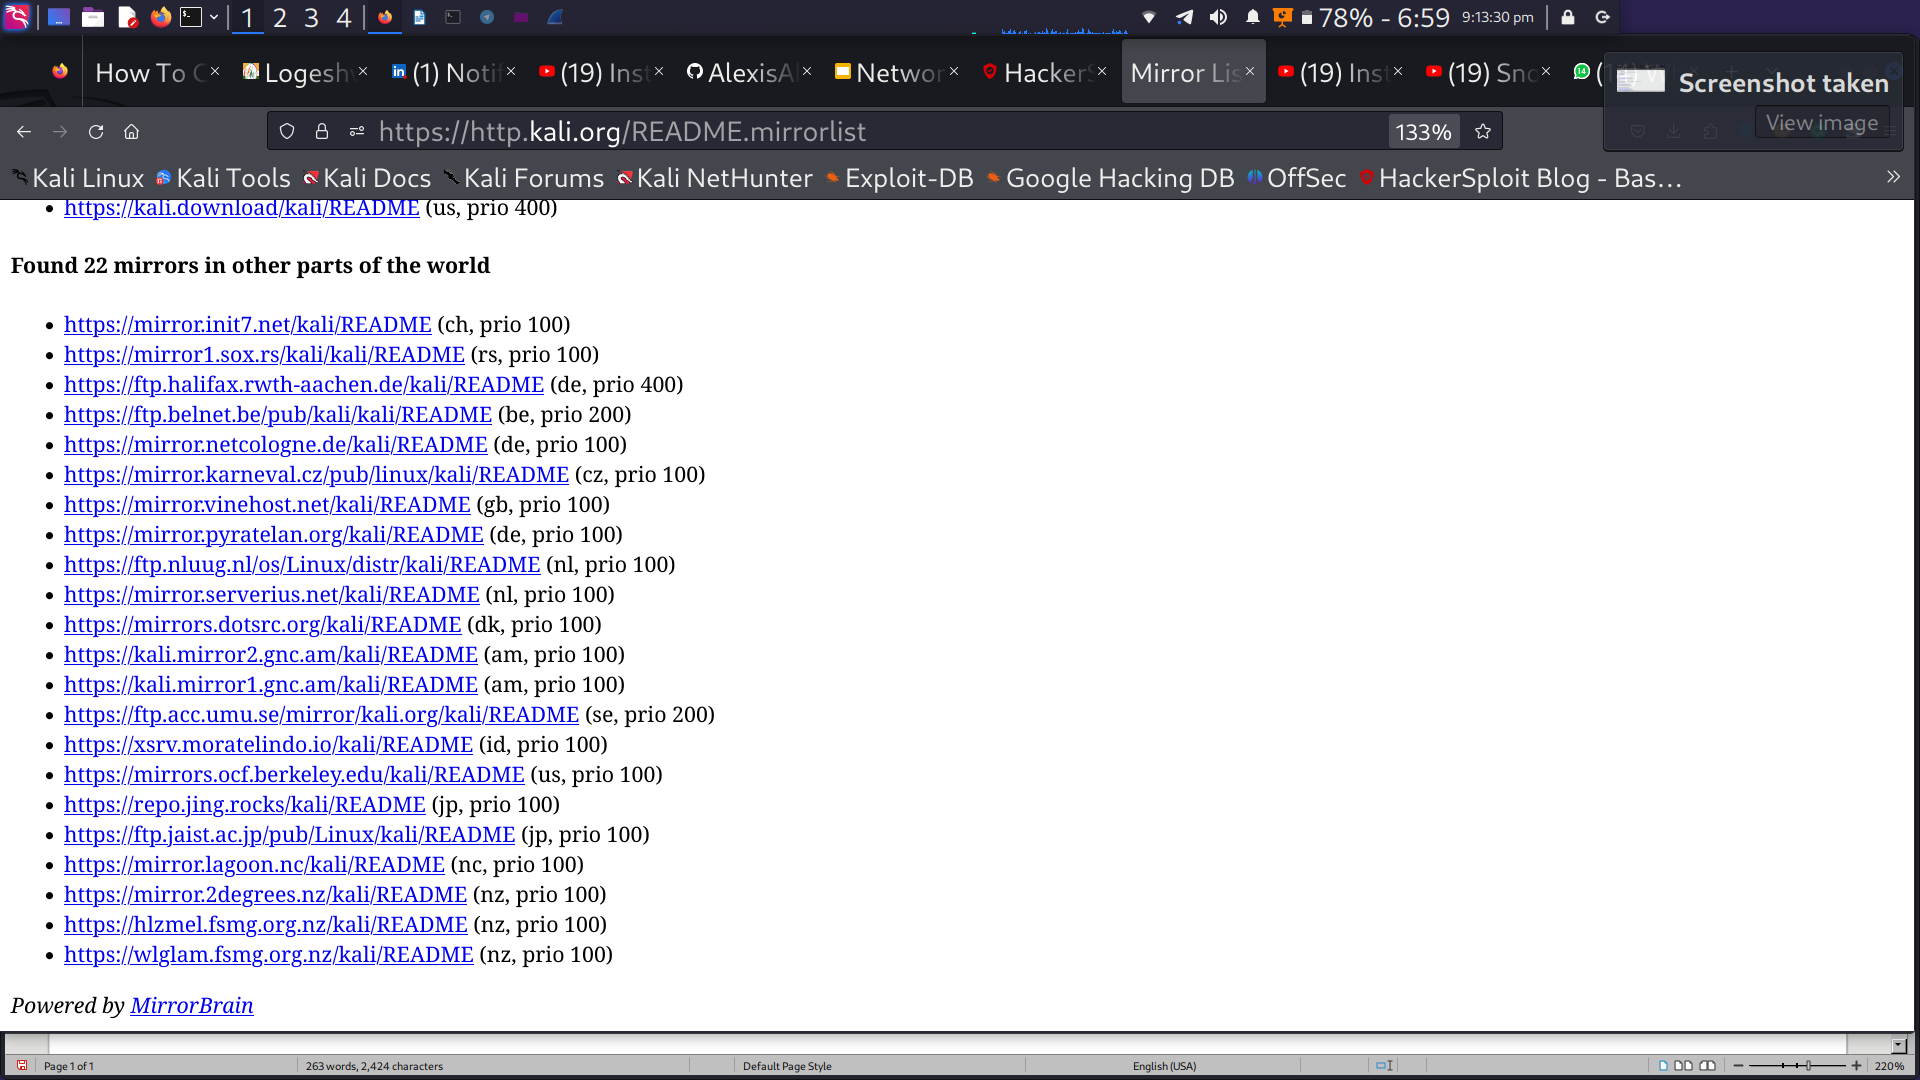 1 2 3 4 78% - 6:59 9:13:30 pm
How To C (1) Notif (19) Inst AlexisAl Networ HackerS Mirror Lis (19) Inst (19) Sno
Screenshot taken
https://http.kali.org/README.mirrorlist 133% View image
Kali Linux Kali Tools Kali Docs Kali Forums Kali NetHunter Exploit-DB Google Hacking DB OffSec HackerSploit Blog - Bas…
https://kali.download/kali/README (us, prio 400)
Found 22 mirrors in other parts of the world
https://mirror.init7.net/kali/README (ch, prio 100)
https://mirror1.sox.rs/kali/kali/README (rs, prio 100)
https://ftp.halifax.rwth-aachen.de/kali/README (de, prio 400)
https://ftp.belnet.be/pub/kali/kali/README (be, prio 200)
https://mirror.netcologne.de/kali/README (de, prio 100)
https://mirror.karneval.cz/pub/linux/kali/README (cz, prio 100)
https://mirror.vinehost.net/kali/README (gb, prio 100)
https://mirror.pyratelan.org/kali/README (de, prio 100)
https://ftp.nluug.nl/os/Linux/distr/kali/README (nl, prio 100)
https://mirror.serverius.net/kali/README (nl, prio 100)
https://mirrors.dotsrc.org/kali/README (dk, prio 100)
https://kali.mirror2.gnc.am/kali/README (am, prio 100)
https://kali.mirror1.gnc.am/kali/README (am, prio 100)
https://ftp.acc.umu.se/mirror/kali.org/kali/README (se, prio 200)
https://xsrv.moratelindo.io/kali/README (id, prio 100)
https://mirrors.ocf.berkeley.edu/kali/README (us, prio 100)
https://repo.jing.rocks/kali/README (jp, prio 100)
https://ftp.jaist.ac.jp/pub/Linux/kali/README (jp, prio 100)
https://mirror.lagoon.nc/kali/README (nc, prio 100)
https://mirror.2degrees.nz/kali/README (nz, prio 100)
https://hlzmel.fsmg.org.nz/kali/README (nz, prio 100)
https://wlglam.fsmg.org.nz/kali/README (nz, prio 100)
Powered by MirrorBrain
Page 1 of 1 263 words, 2,424 characters Default Page Style English (USA) 220%